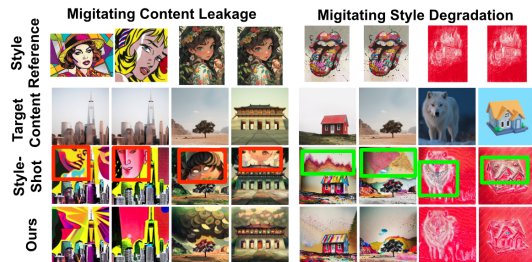 Migitating Content Leakage
Migitating Style Degradation
Style
Reference
Target
Content
Style-
Shot
Ours